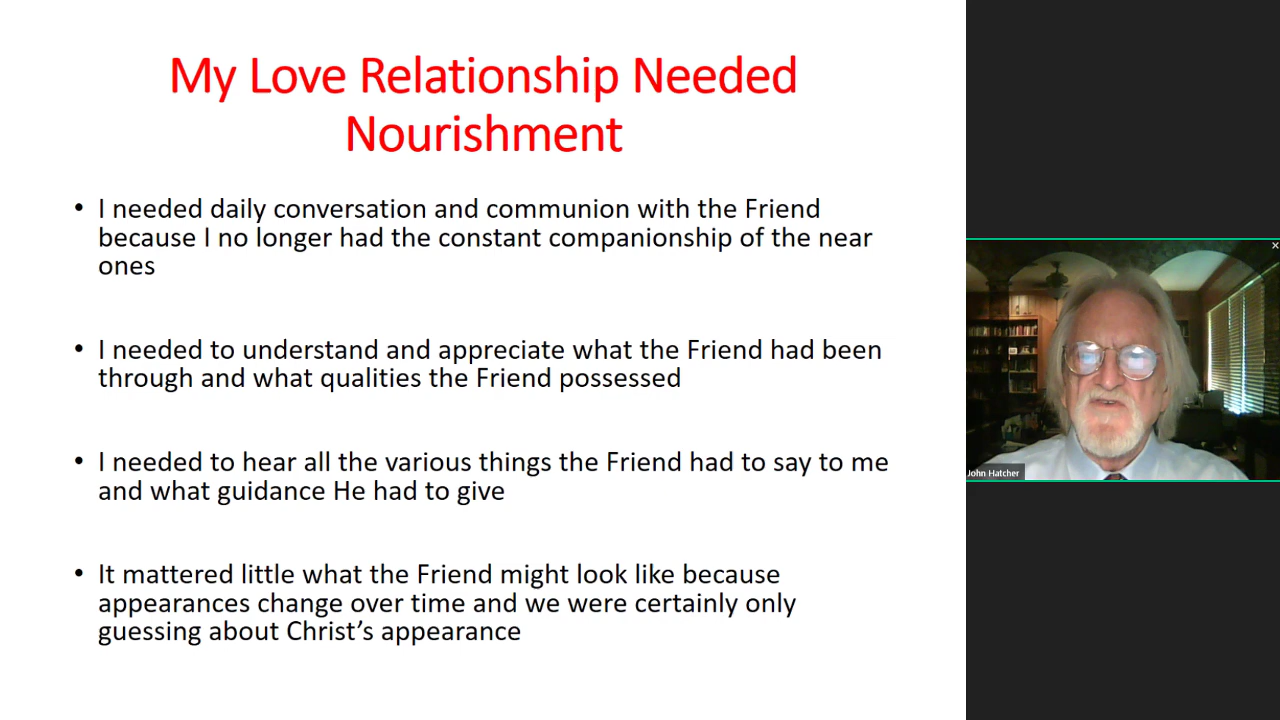 My Love Relationship Needed
Nourishment
• I needed daily conversation and communion with the Friend
because I no longer had the constant companionship of the near
ones
• I needed to understand and appreciate what the Friend had been
through and what qualities the Friend possessed
• I needed to hear all the various things the Friend had to say to me
and what guidance He had to give
• It mattered little what the Friend might look like because
appearances change over time and we were certainly only
guessing about Christ's appearance
John Hatcher